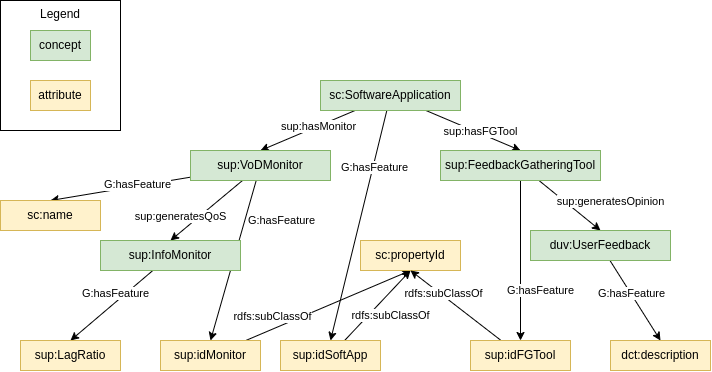 Legend
concept
attribute
sc:SoftwareApplication
sup:hasMonitor
sup:hasFGTool
sup:VoDMonitor
G:hasFeature
sup:FeedbackGatheringTool
G:hasFeature
sup:generatesOpinion
sc:name
sup:generatesQoS
G:hasFeature
sup:InfoMonitor
sc:propertyId
duv:UserFeedback
G:hasFeature
rdfs:subClassOf
G:hasFeature
G:hasFeature
rdfs:subClassOf
rdfs:subClassOf
sup:LagRatio
sup:idMonitor
sup:idSoftApp
sup:idFGTool
dct:description